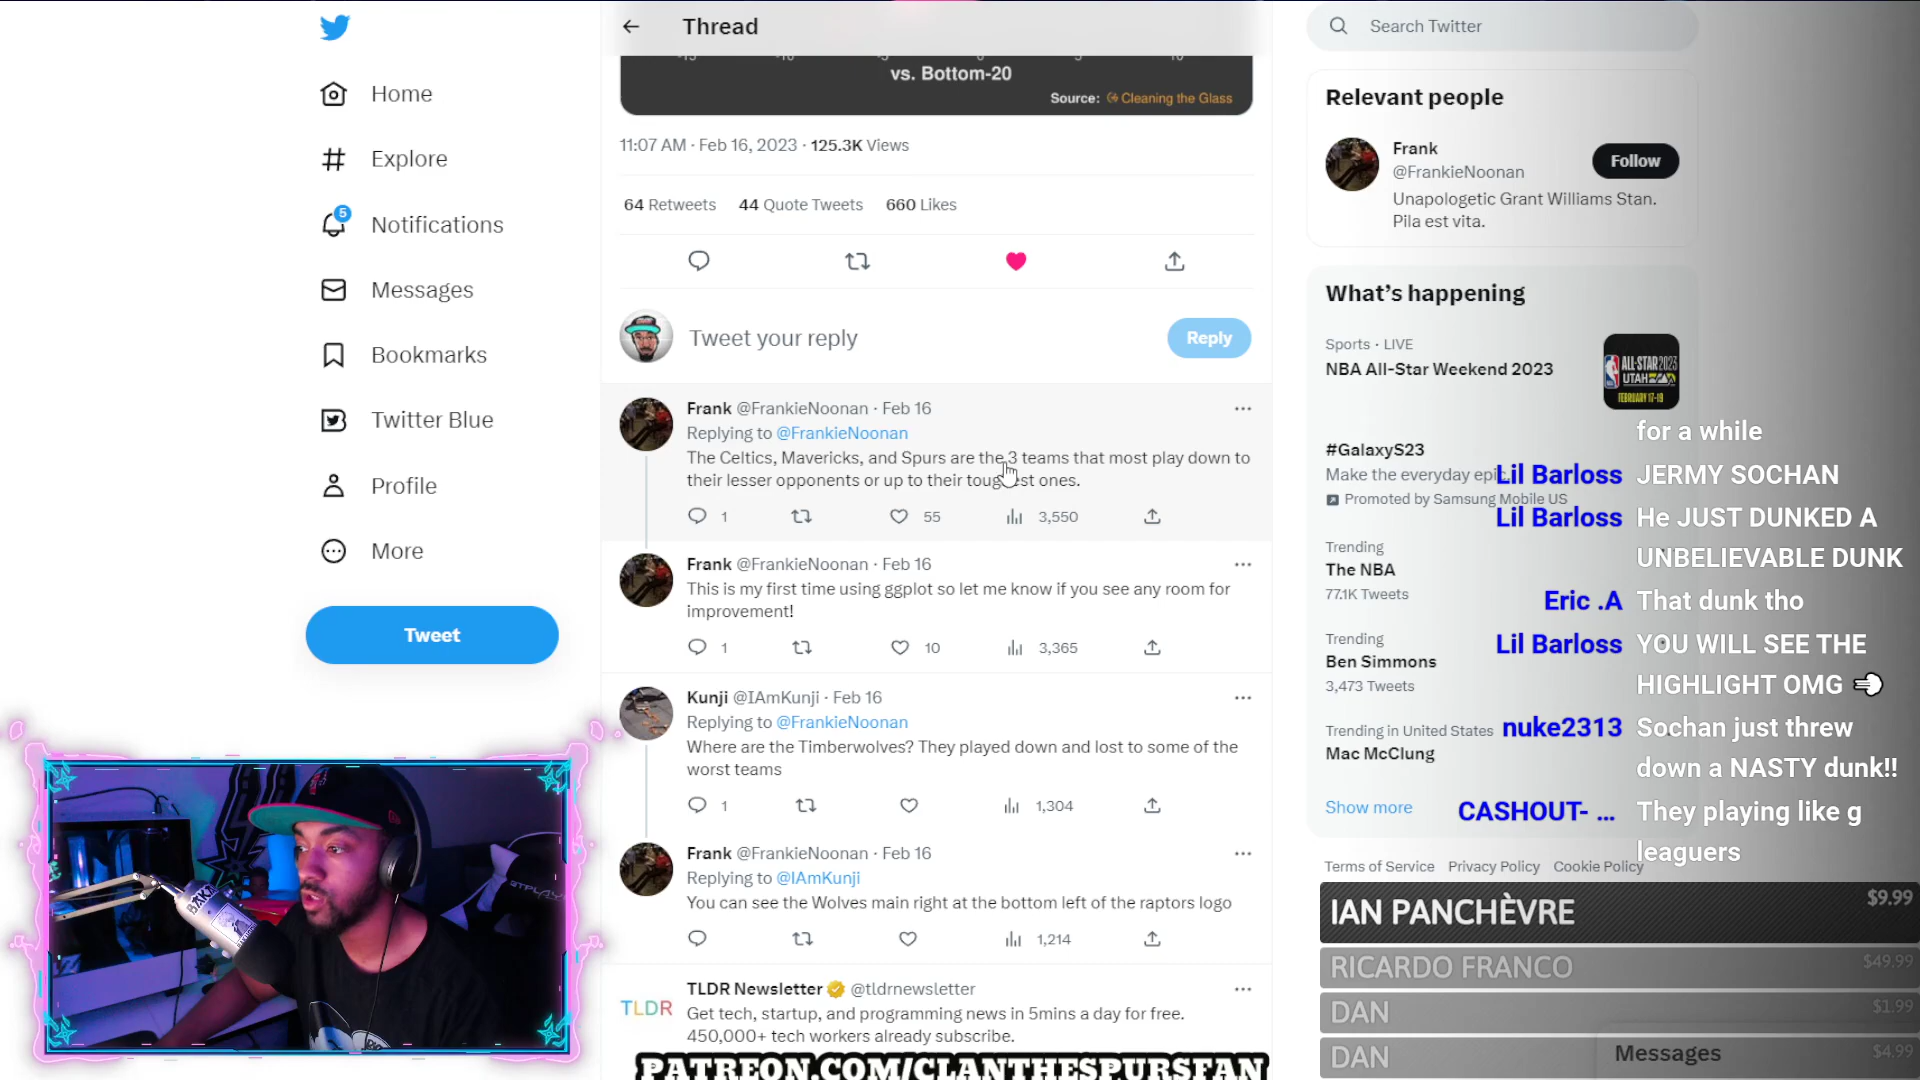 Home
Explore
5
Notifications
Messages
Bookmarks
Twitter Blue
Profile
More
Tweet
Thread
vs. Bottom-20
Source: Cleaning the Glass
11:07 AM · Feb 16, 2023 · 125.3K Views
64 Retweets 44 Quote Tweets 660 Likes
Tweet your reply
Reply
Frank @FrankieNoonan · Feb 16
Replying to @FrankieNoonan
The Celtics, Mavericks, and Spurs are the 3 teams that most play down to
their lesser opponents or up to their toughest ones.
1 55 3,550
Frank @FrankieNoonan · Feb 16
This is my first time using ggplot so let me know if you see any room for
improvement!
1 10 3,365
Kunji @IAmKunji · Feb 16
Replying to @FrankieNoonan
Where are the Timberwolves? They played down and lost to some of the
worst teams
1 1,304
Frank @FrankieNoonan · Feb 16
Replying to @IAmKunji
You can see the Wolves main right at the bottom left of the raptors logo
1,214
TLDR
TLDR Newsletter @tldrnewsletter
Get tech, startup, and programming news in 5mins a day for free.
450,000+ tech workers already subscribe.
PATREON.COM/CLANTHESPURSFAN
Search Twitter
Relevant people
Frank
@FrankieNoonan
Follow
Unapologetic Grant Williams Stan.
Pila est vita.
What's happening
Sports · LIVE
NBA All-Star Weekend 2023
ALL-STAR 2023
UTAH
FEBRUARY 17-19
#GalaxyS23
Make the everyday epic
Promoted by Samsung Mobile US
Trending
The NBA
77.1K Tweets
Trending
Ben Simmons
3,473 Tweets
Trending in United States
Mac McClung
Show more
Terms of Service Privacy Policy Cookie Policy
for a while
Lil Barloss JERMY SOCHAN
Lil Barloss He JUST DUNKED A
UNBELIEVABLE DUNK
Eric .A That dunk tho
Lil Barloss YOU WILL SEE THE
HIGHLIGHT OMG
nuke2313 Sochan just threw
down a NASTY dunk!!
CASHOUT- ... They playing like g
leaguers
IAN PANCHÈVRE $9.99
RICARDO FRANCO $49.99
DAN $1.99
DAN $4.99
Messages